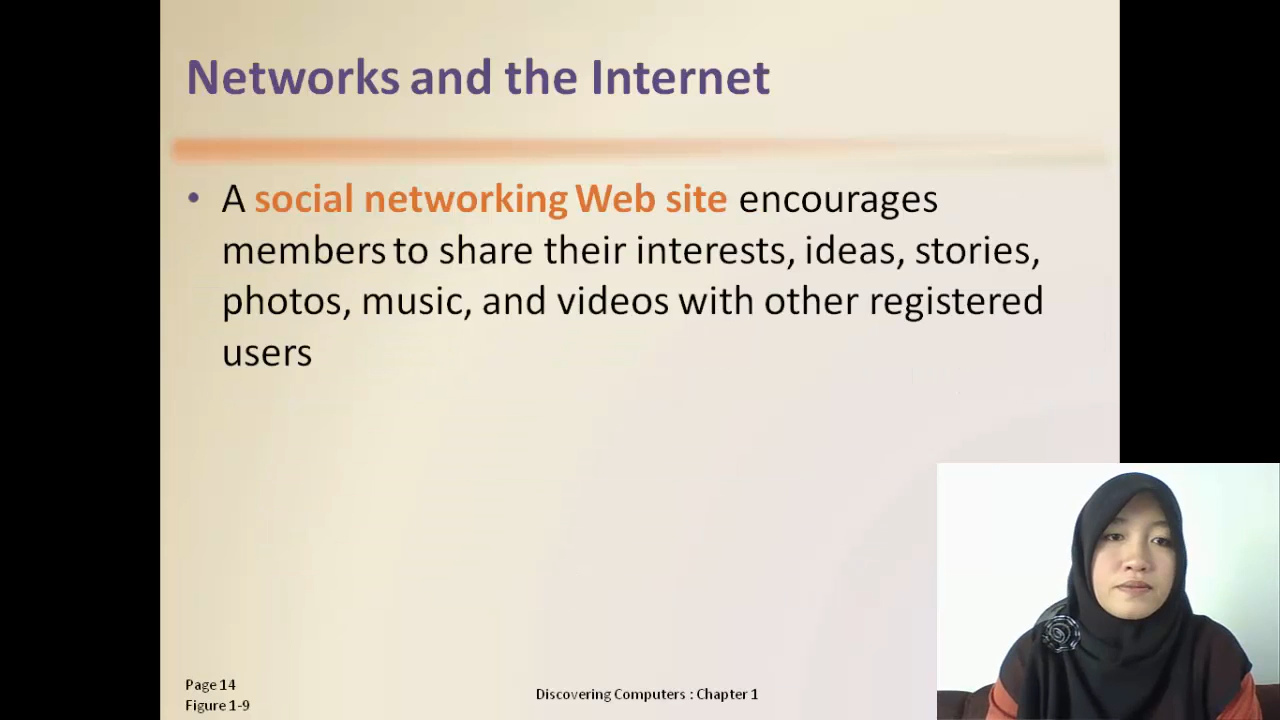 Networks and the Internet
• A social networking Web site encourages
members to share their interests, ideas, stories,
photos, music, and videos with other registered
users
Page 14
Figure 1-9
Discovering Computers : Chapter 1